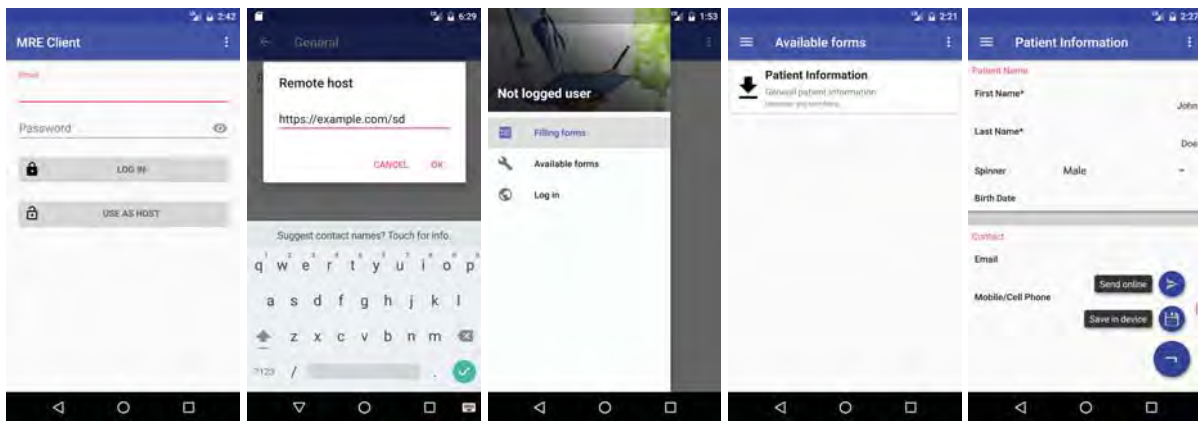 2:42
MRE Client
Email
Password
LOG IN
USE AS HOST
6:29
General
Remote host
https://example.com/sd
CANCEL OK
Suggest contact names? Touch for info.
q w e r t y u i o p
a s d f g h j k l
z x c v b n m
?123 / .
1:53
Not logged user
Filling forms
Available forms
Log in
2:21
Available forms
Patient Information
General patient information
2:27
Patient Information
Patient Name
First Name*
John
Last Name*
Doe
Spinner Male
Birth Date
Contact
Email
Send online
Mobile/Cell Phone
Save in device